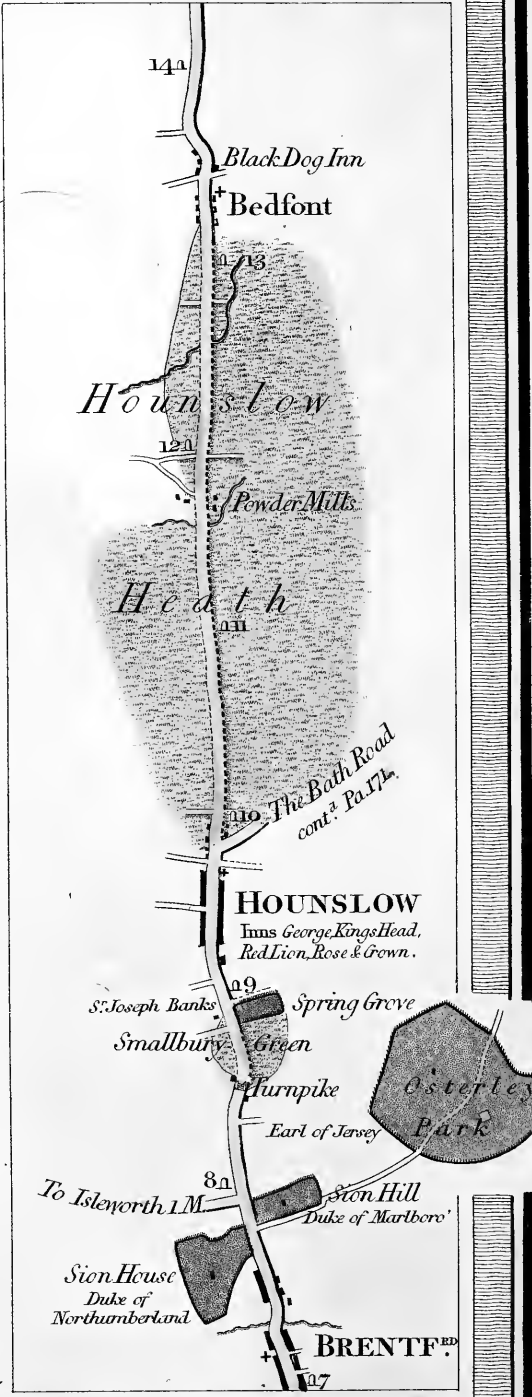 14
Black Dog Inn
Bedfont
13
Hounslow
12
Powder Mills
Heath
11
10
The Bath Road
contd. Pa. 171.
HOUNSLOW
Inns George, Kings Head,
Red Lion, Rose & Crown.
9
Sr. Joseph Banks
Spring Grove
Smallbury Green
Turnpike
Osterley
Park
Earl of Jersey
8
To Isleworth 1 M.
Sion Hill
Duke of Marlboro'
Sion House
Duke of
Northumberland
BRENTFRD.
7